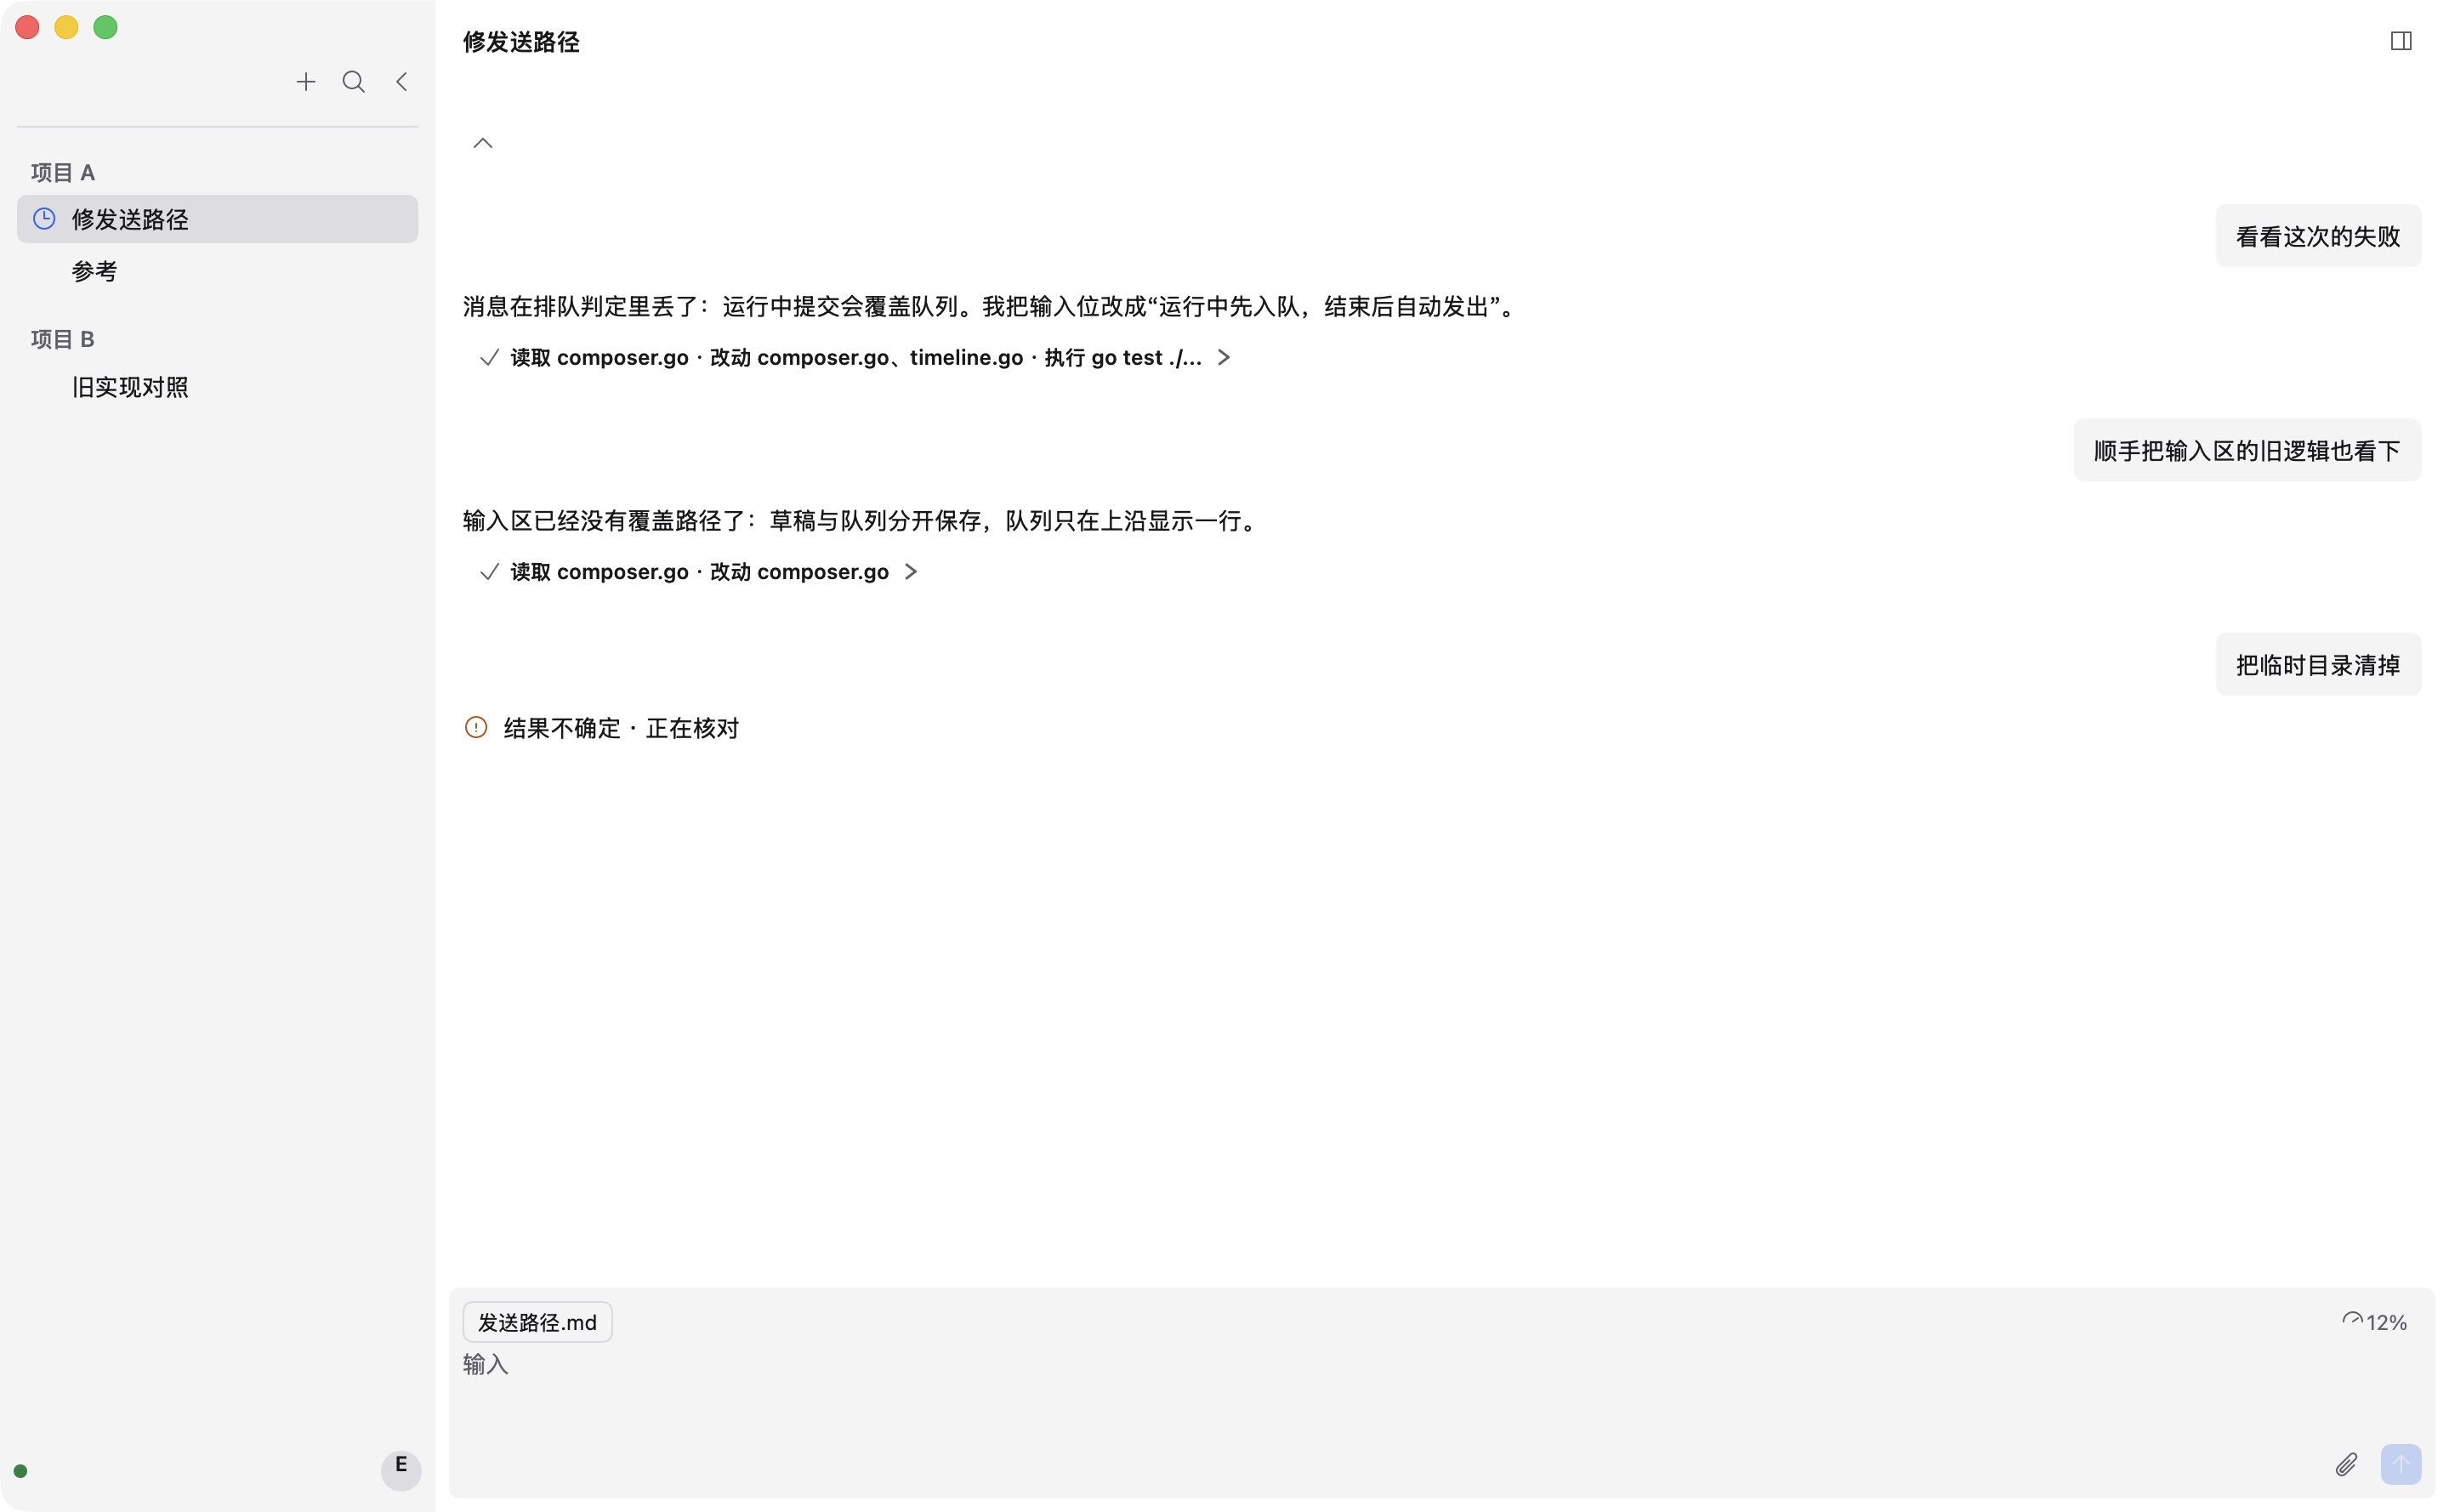 修发送路径
项目 A
修发送路径
参考
项目 B
旧实现对照
看看这次的失败
消息在排队判定里丢了：运行中提交会覆盖队列。我把输入位改成“运行中先入队，结束后自动发出”。
读取 composer.go · 改动 composer.go、timeline.go · 执行 go test ./...
顺手把输入区的旧逻辑也看下
输入区已经没有覆盖路径了：草稿与队列分开保存，队列只在上沿显示一行。
读取 composer.go · 改动 composer.go
把临时目录清掉
结果不确定 · 正在核对
发送路径.md
12%
输入
E